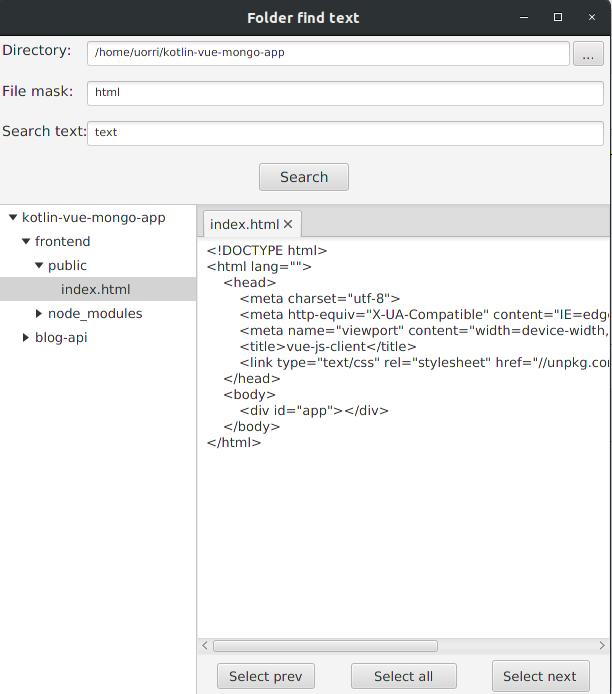 Folder find text
Directory: /home/uorri/kotlin-vue-mongo-app ...
File mask: html
Search text: text
Search
kotlin-vue-mongo-app
frontend
public
index.html
node_modules
blog-api
index.html
<!DOCTYPE html>
<html lang="">
<head>
<meta charset="utf-8">
<meta http-equiv="X-UA-Compatible" content="IE=edge
<meta name="viewport" content="width=device-width,
<title>vue-js-client</title>
<link type="text/css" rel="stylesheet" href="//unpkg.com
</head>
<body>
<div id="app"></div>
</body>
</html>
Select prev Select all Select next